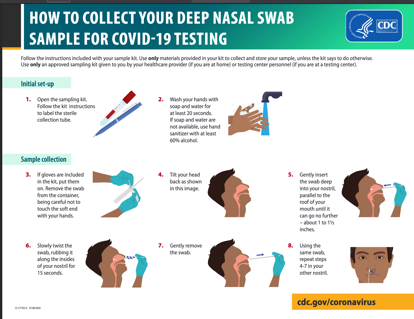 HOW TO COLLECT YOUR DEEP NASAL SWAB
SAMPLE FOR COVID-19 TESTING
CDC
Follow the instructions included with your sample kit. Use only materials provided in your kit to collect and store your sample, unless the kit says to do otherwise.
Use only an approved sampling kit given to you by your healthcare provider (if you are at home) or testing center personnel (if you are at a testing center).
Initial set-up
1. Open the sampling kit.
Follow the kit instructions
to label the sterile
collection tube.
2. Wash your hands with
soap and water for
at least 20 seconds.
If soap and water are
not available, use hand
sanitizer with at least
60% alcohol.
Sample collection
3. If gloves are included
in the kit, put them
on. Remove the swab
from the container,
being careful not to
touch the soft end
with your hands.
4. Tilt your head
back as shown
in this image.
5. Gently insert
the swab deep
into your nostril,
parallel to the
roof of your
mouth until it
can go no further
– about 1 to 1½
inches.
6. Slowly twist the
swab, rubbing it
along the insides
of your nostril for
15 seconds.
7. Gently remove
the swab.
8. Using the
same swab,
repeat steps
4-7 in your
other nostril.
cdc.gov/coronavirus